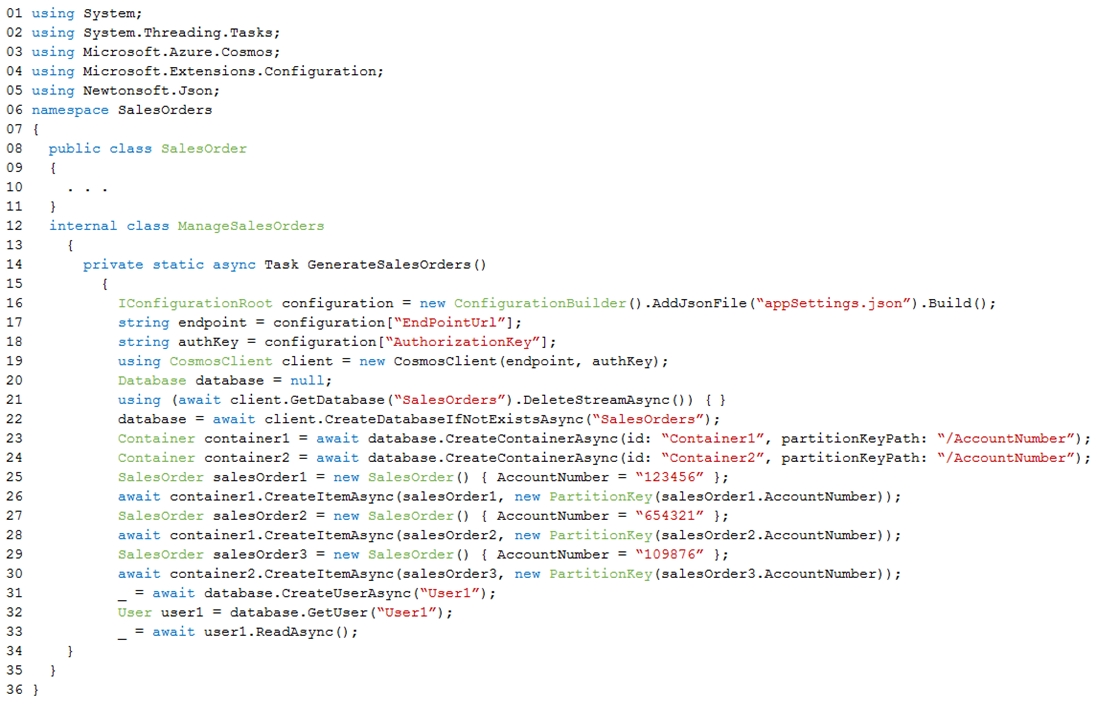 01 using System;
02 using System.Threading.Tasks;
03 using Microsoft.Azure.Cosmos;
04 using Microsoft.Extensions.Configuration;
05 using Newtonsoft.Json;
06 namespace SalesOrders
07 {
08 public class SalesOrder
09 {
10 . . .
11 }
12 internal class ManageSalesOrders
13 {
14 private static async Task GenerateSalesOrders()
15 {
16 IConfigurationRoot configuration = new ConfigurationBuilder().AddJsonFile(“appSettings.json”).Build();
17 string endpoint = configuration[“EndPointUrl”];
18 string authKey = configuration[“AuthorizationKey”];
19 using CosmosClient client = new CosmosClient(endpoint, authKey);
20 Database database = null;
21 using (await client.GetDatabase(“SalesOrders”).DeleteStreamAsync()) { }
22 database = await client.CreateDatabaseIfNotExistsAsync(“SalesOrders”);
23 Container container1 = await database.CreateContainerAsync(id: “Container1”, partitionKeyPath: “/AccountNumber”);
24 Container container2 = await database.CreateContainerAsync(id: “Container2”, partitionKeyPath: “/AccountNumber”);
25 SalesOrder salesOrder1 = new SalesOrder() { AccountNumber = “123456” };
26 await container1.CreateItemAsync(salesOrder1, new PartitionKey(salesOrder1.AccountNumber));
27 SalesOrder salesOrder2 = new SalesOrder() { AccountNumber = “654321” };
28 await container1.CreateItemAsync(salesOrder2, new PartitionKey(salesOrder2.AccountNumber));
29 SalesOrder salesOrder3 = new SalesOrder() { AccountNumber = “109876” };
30 await container2.CreateItemAsync(salesOrder3, new PartitionKey(salesOrder3.AccountNumber));
31 _ = await database.CreateUserAsync(“User1”);
32 User user1 = database.GetUser(“User1”);
33 _ = await user1.ReadAsync();
34 }
35 }
36 }